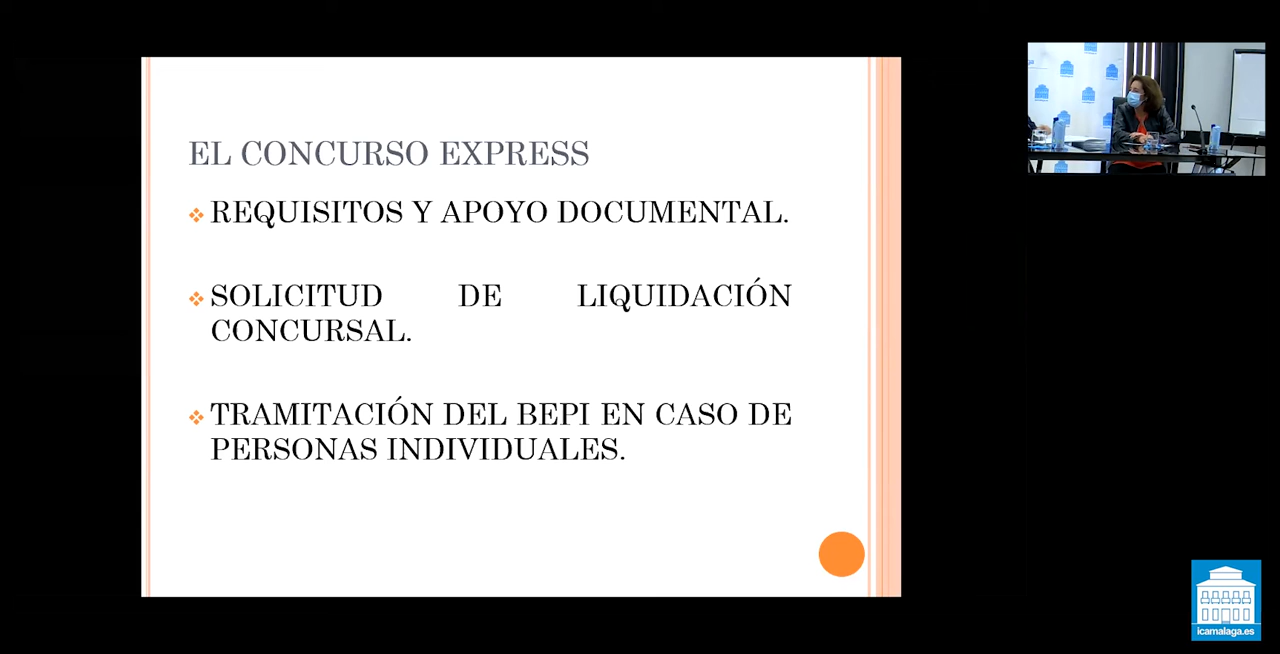 EL CONCURSO EXPRESS
REQUISITOS Y APOYO DOCUMENTAL.
SOLICITUD DE LIQUIDACIÓN
CONCURSAL.
TRAMITACIÓN DEL BEPI EN CASO DE
PERSONAS INDIVIDUALES.
icamalaga.es